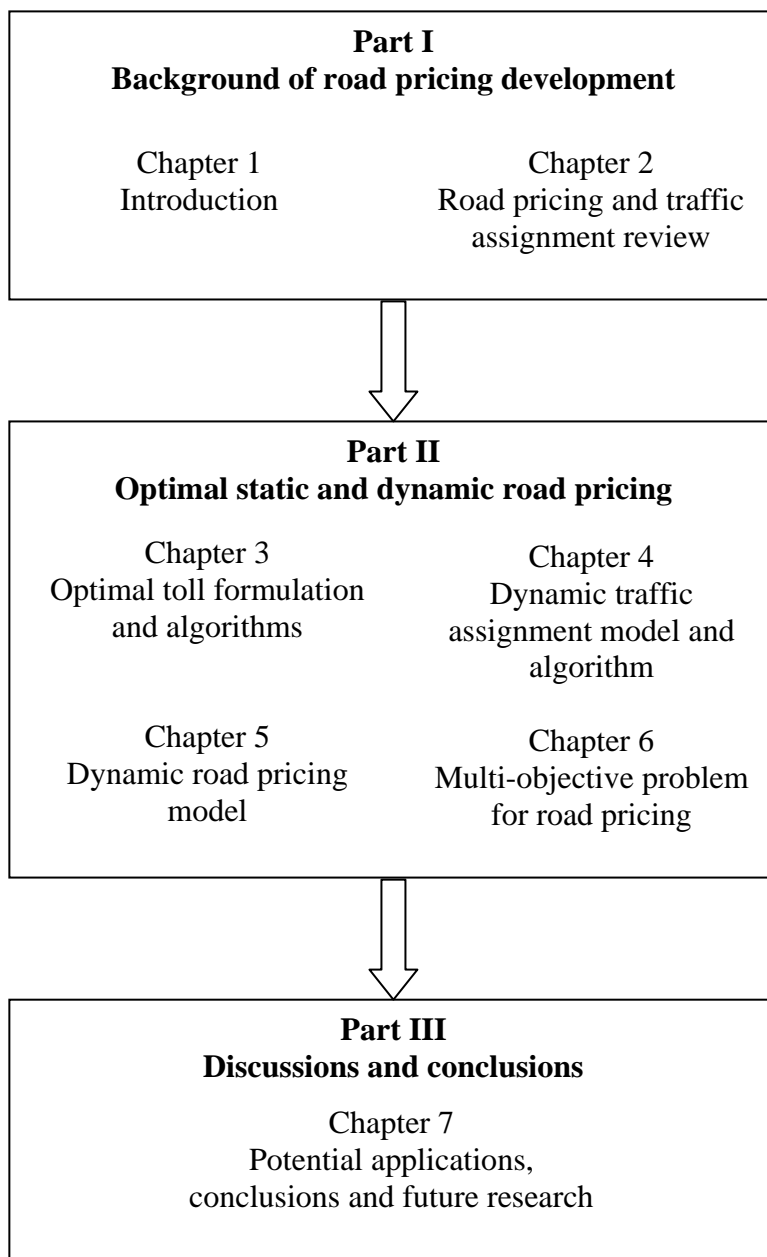 Part I
Background of road pricing development
Chapter 1
Introduction
Chapter 2
Road pricing and traffic
assignment review
Part II
Optimal static and dynamic road pricing
Chapter 3
Optimal toll formulation
and algorithms
Chapter 4
Dynamic traffic
assignment model and
algorithm
Chapter 5
Dynamic road pricing
model
Chapter 6
Multi-objective problem
for road pricing
Part III
Discussions and conclusions
Chapter 7
Potential applications,
conclusions and future research